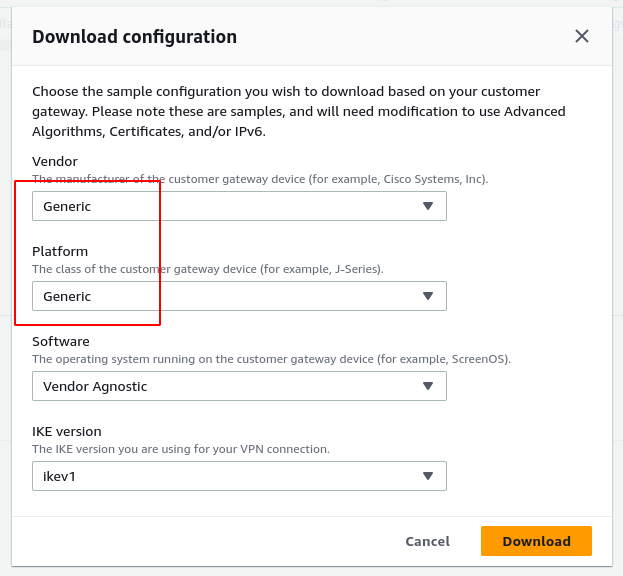 Download configuration
Choose the sample configuration you wish to download based on your customer
gateway. Please note these are samples, and will need modification to use Advanced
Algorithms, Certificates, and/or IPv6.
Vendor
The manufacturer of the customer gateway device (for example, Cisco Systems, Inc).
Generic
Platform
The class of the customer gateway device (for example, J-Series).
Generic
Software
The operating system running on the customer gateway device (for example, ScreenOS).
Vendor Agnostic
IKE version
The IKE version you are using for your VPN connection.
ikev1
Cancel
Download